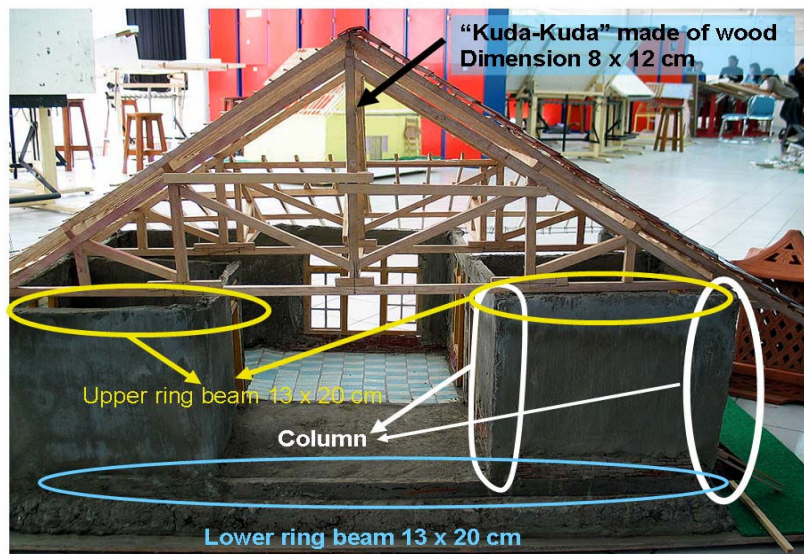 “Kuda-Kuda” made of wood
Dimension 8 x 12 cm
Upper ring beam 13 x 20 cm
Column
Lower ring beam 13 x 20 cm